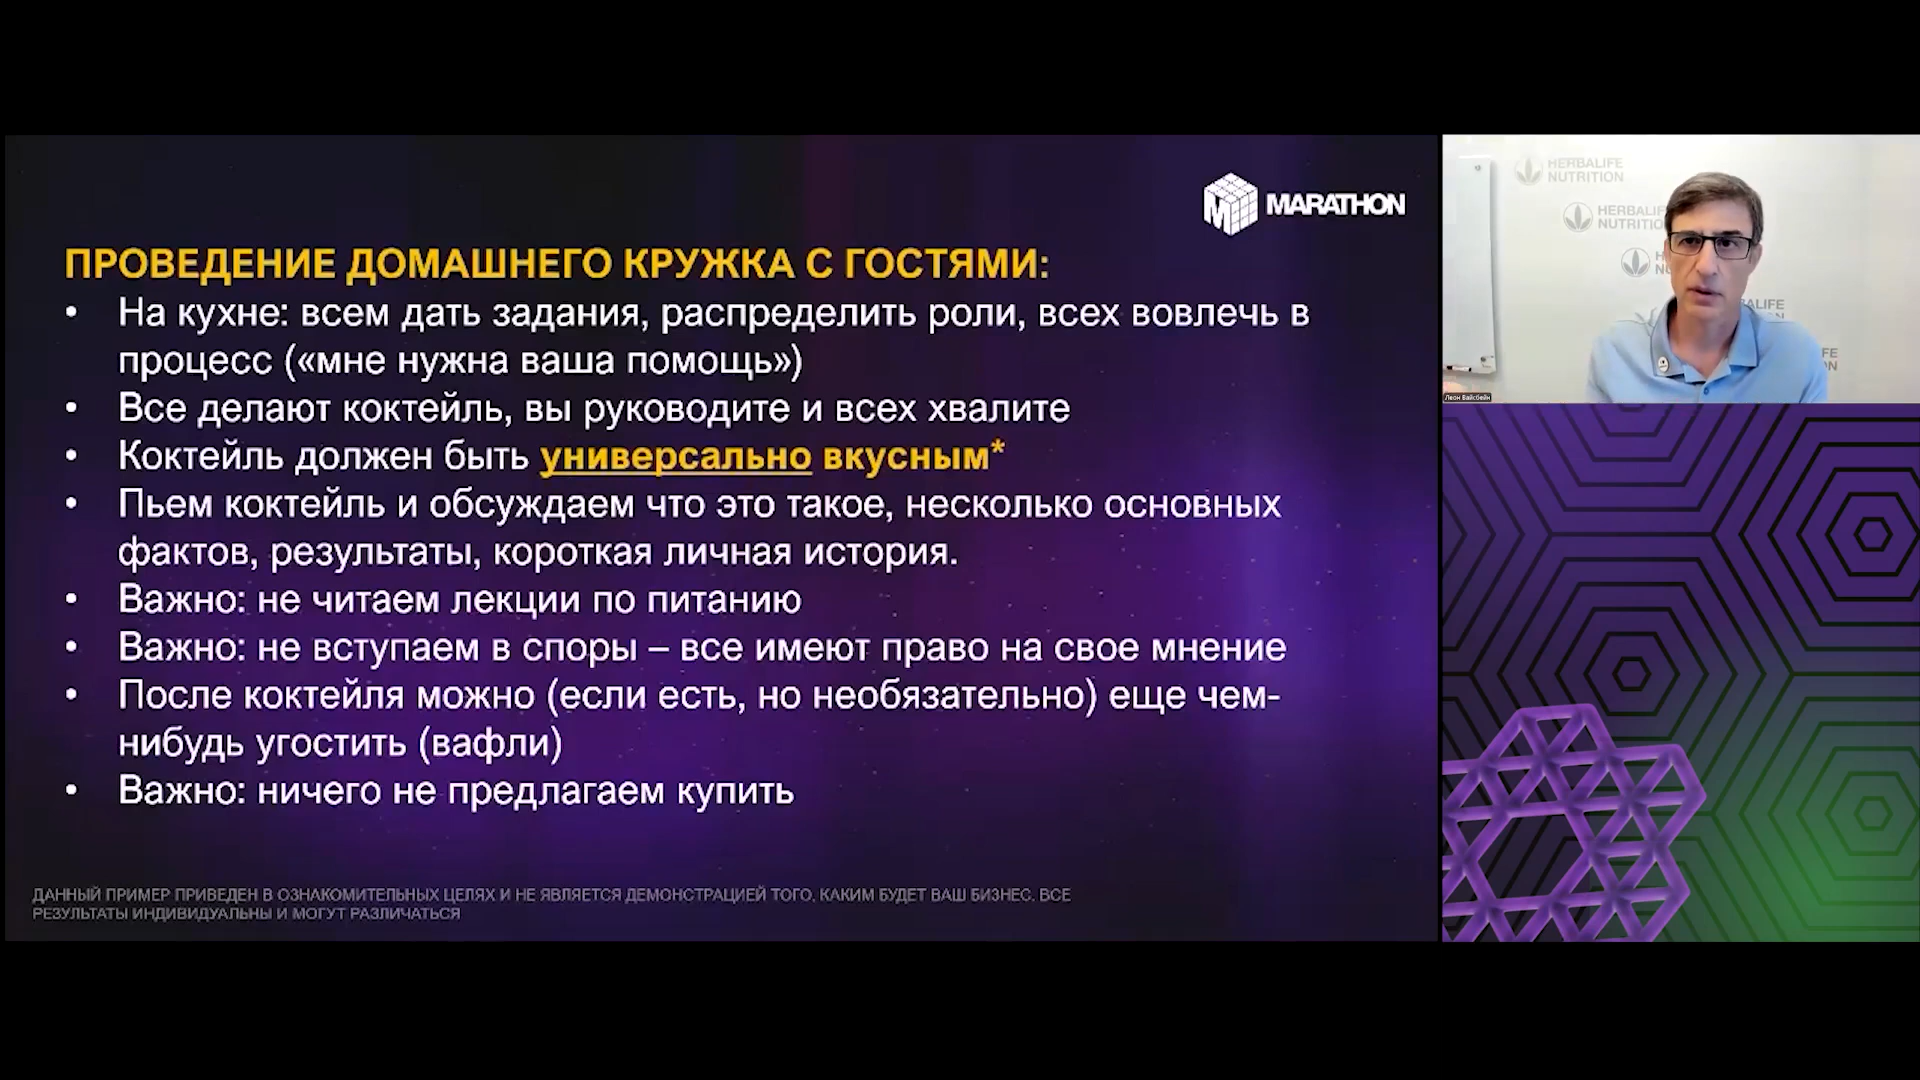 MARATHON
ПРОВЕДЕНИЕ ДОМАШНЕГО КРУЖКА С ГОСТЯМИ:
• На кухне: всем дать задания, распределить роли, всех вовлечь в
процесс («мне нужна ваша помощь»)
• Все делают коктейль, вы руководите и всех хвалите
• Коктейль должен быть универсально вкусным*
• Пьем коктейль и обсуждаем что это такое, несколько основных
фактов, результаты, короткая личная история.
• Важно: не читаем лекции по питанию
• Важно: не вступаем в споры – все имеют право на свое мнение
• После коктейля можно (если есть, но необязательно) еще чем-
нибудь угостить (вафли)
• Важно: ничего не предлагаем купить
ДАННЫЙ ПРИМЕР ПРИВЕДЕН В ОЗНАКОМИТЕЛЬНЫХ ЦЕЛЯХ И НЕ ЯВЛЯЕТСЯ ДЕМОНСТРАЦИЕЙ ТОГО, КАКИМ БУДЕТ ВАШ БИЗНЕС. ВСЕ
РЕЗУЛЬТАТЫ ИНДИВИДУАЛЬНЫ И МОГУТ РАЗЛИЧАТЬСЯ
HERBALIFE
NUTRITION
HERBALIFE
NUTRITION
Леон Вайсбейн